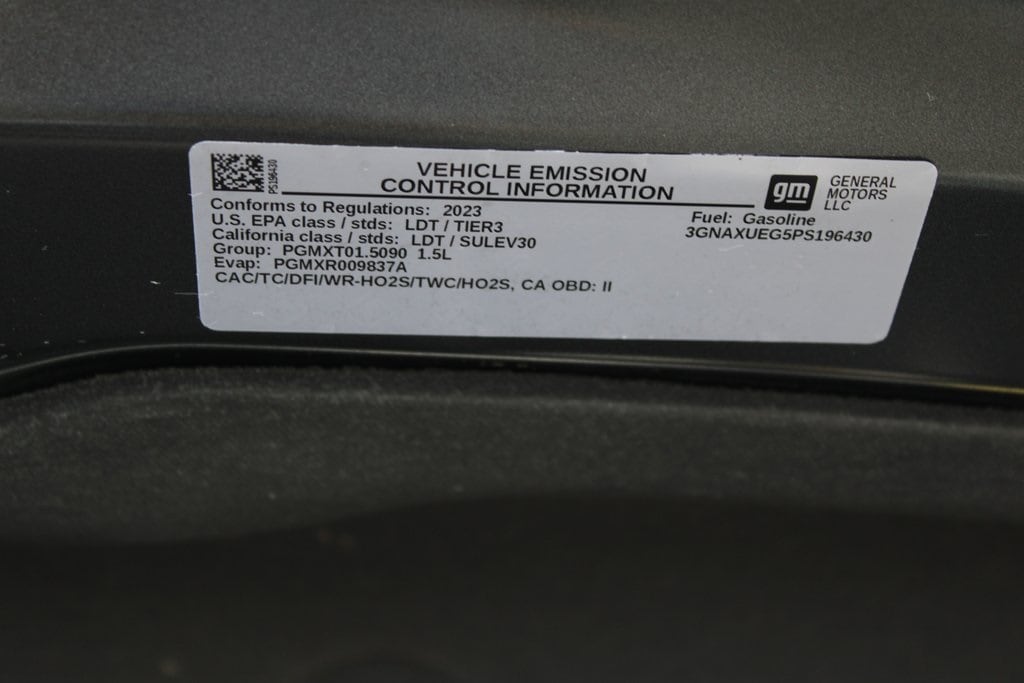 PS196430
VEHICLE EMISSION
CONTROL INFORMATION
gm
GENERAL
MOTORS
LLC
Conforms to Regulations: 2023
U.S. EPA class / stds: LDT / TIER3
California class / stds: LDT / SULEV30
Group: PGMXT01.5090 1.5L
Evap: PGMXR009837A
CAC/TC/DFI/WR-HO2S/TWC/HO2S, CA OBD: II
Fuel: Gasoline
3GNAXUEG5PS196430